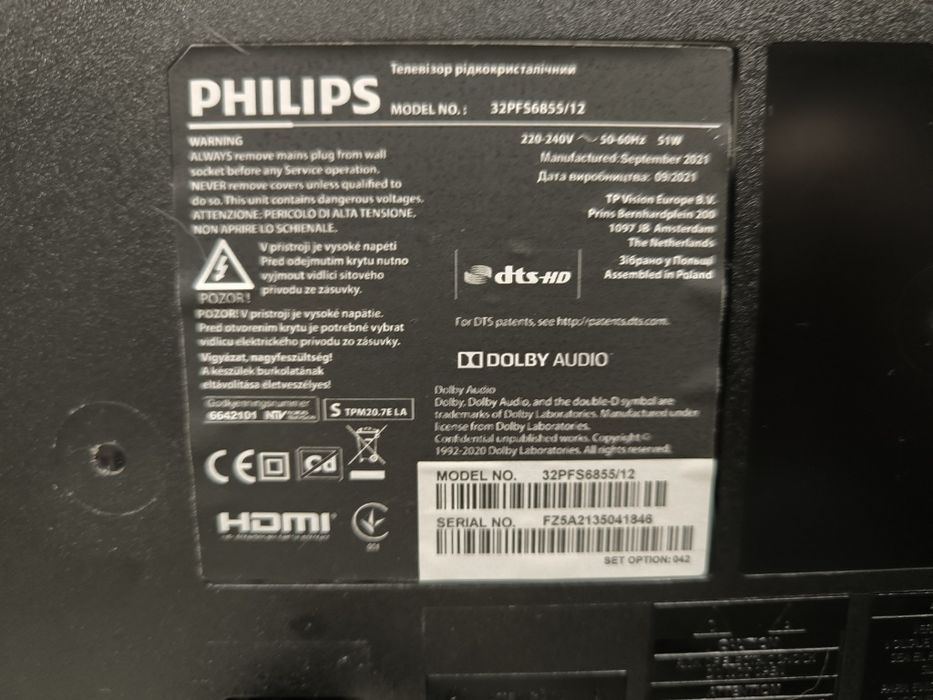 Телевізор рідкокристалічний
PHILIPS MODEL NO.: 32PFS6855/12
WARNING
ALWAYS remove mains plug from wall
socket before any Service operation.
NEVER remove covers unless qualified to
do so. This unit contains dangerous voltages.
ATTENZIONE: PERICOLO DI ALTA TENSIONE.
NON APRIRE LO SCHIENALE.
V přístroji je vysoké napětí
Před odejmutím krytu nutno
vyjmout vidlici síťového
přívodu ze zásuvky.
POZOR!
POZOR! V prístroji je vysoké napätie.
Pred otvorením krytu je potrebné vybrat
vidlicu elektrického prívodu zo zásuvky.
Vigyázat, nagyfeszültség!
A készülek burkolatának
eltávolítása életveszélyes!
Godkjenningsnummer
6642101
S TPM20.7E LA
CE
Cd
HDMI
220-240V ~ 50-60Hz 51W
Manufactured: September 2021
Дата виробництва: 09/2021
TP Vision Europe B.V.
Prins Bernhardplein 200
1097 JB Amsterdam
The Netherlands
Зібрано у Польщі
Assembled in Poland
dts-HD
For DTS patents, see http://patents.dts.com.
DOLBY AUDIO
Dolby Audio
Dolby, Dolby Audio, and the double-D symbol are
trademarks of Dolby Laboratories. Manufactured under
license from Dolby Laboratories.
Confidential unpublished works. Copyright ©
1992-2020 Dolby Laboratories. All rights reserved.
MODEL NO. 32PFS6855/12
SERIAL NO. FZ5A2135041846
SET OPTION: 042